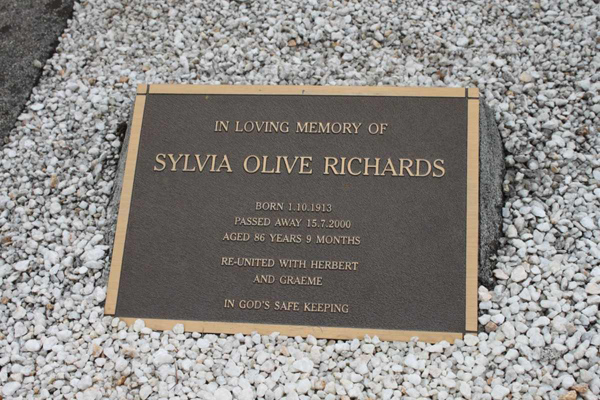 IN LOVING MEMORY OF
SYLVIA OLIVE RICHARDS
BORN 1.10.1913
PASSED AWAY 15.7.2000
AGED 86 YEARS 9 MONTHS
RE-UNITED WITH HERBERT
AND GRAEME
IN GOD'S SAFE KEEPING